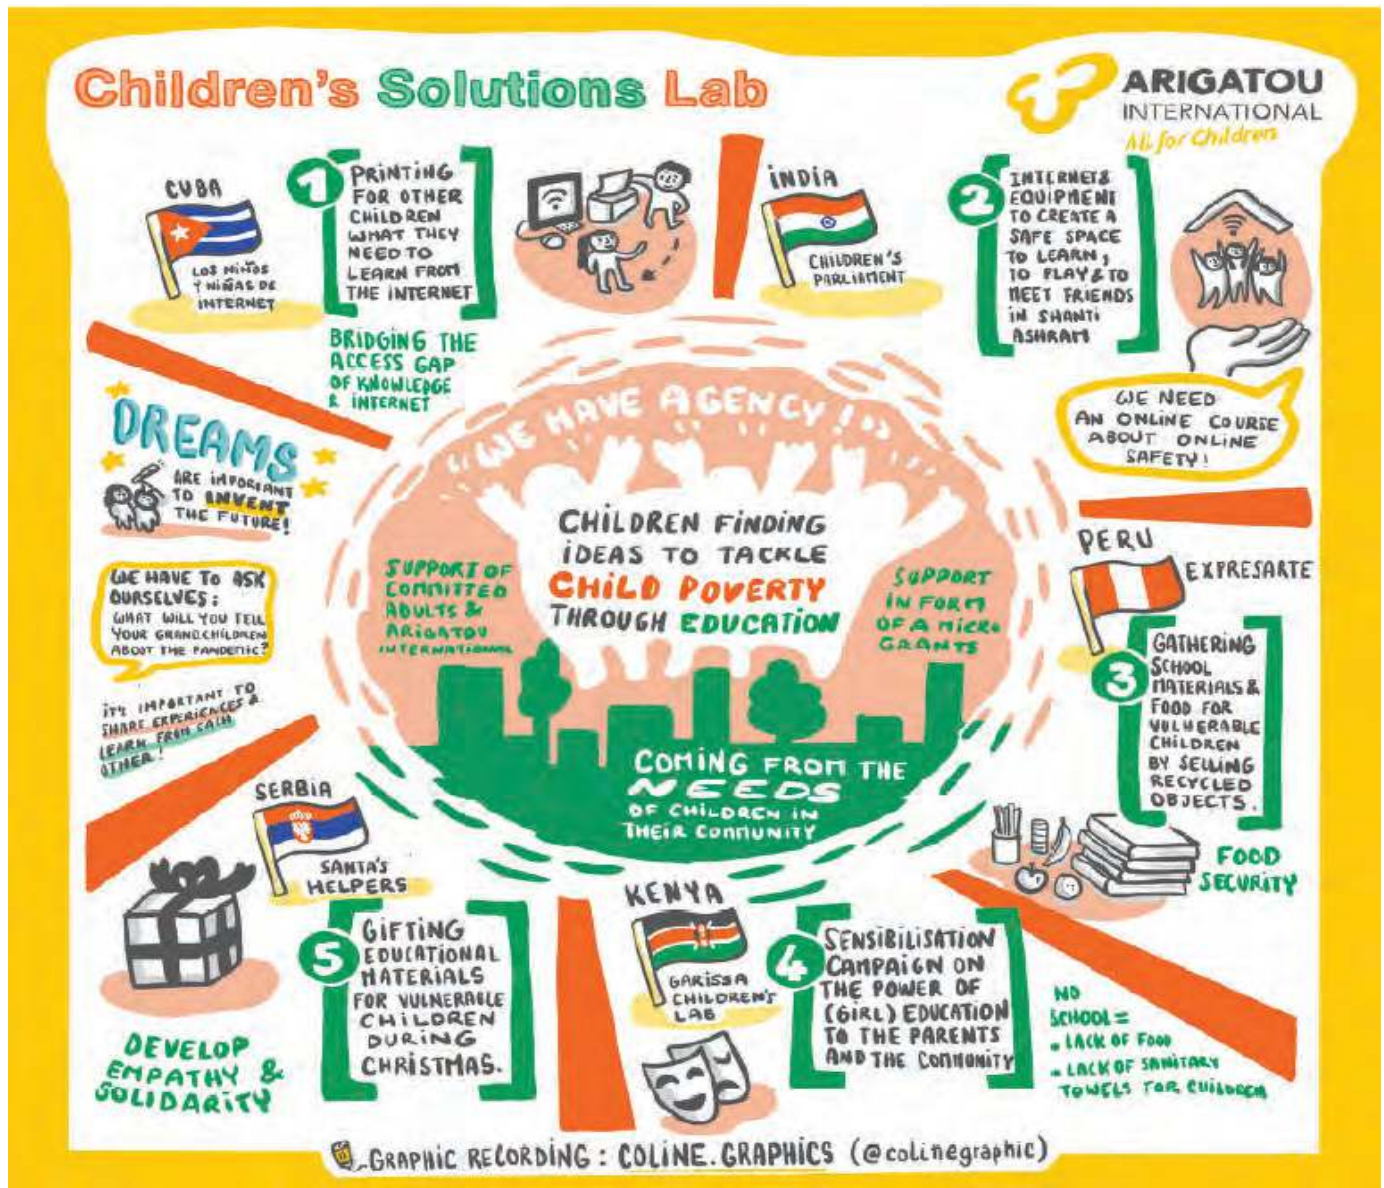 Children's Solutions Lab
ARIGATOU
INTERNATIONAL
All for Children
CUBA
LOS NIÑOS
Y NIÑAS DE
INTERNET
1
PRINTING
FOR OTHER
CHILDREN
WHAT THEY
NEED TO
LEARN FROM
THE INTERNET
BRIDGING THE
ACCESS GAP
OF KNOWLEDGE
& INTERNET
INDIA
CHILDREN'S
PARLIAMENT
2
INTERNET &
EQUIPMENT
TO CREATE A
SAFE SPACE
TO LEARN,
TO PLAY & TO
MEET FRIENDS
IN SHANTI
ASHRAM
WE NEED
AN ONLINE COURSE
ABOUT ONLINE
SAFETY!
PERU
EXPRESARTE
3
GATHERING
SCHOOL
MATERIALS &
FOOD FOR
VULNERABLE
CHILDREN
BY SELLING
RECYCLED
OBJECTS.
FOOD
SECURITY
KENYA
GARISSA
CHILDREN'S
LAB
4
SENSIBILISATION
CAMPAIGN ON
THE POWER OF
(GIRL) EDUCATION
TO THE PARENTS
AND THE COMMUNITY
NO
SCHOOL =
• LACK OF FOOD
• LACK OF SANITARY
TOWELS FOR CHILDREN
SERBIA
SANTA'S
HELPERS
5
GIFTING
EDUCATIONAL
MATERIALS
FOR VULNERABLE
CHILDREN
DURING
CHRISTMAS.
DEVELOP
EMPATHY &
SOLIDARITY
DREAMS
ARE IMPORTANT
TO INVENT
THE FUTURE!
WE HAVE TO ASK
OURSELVES:
WHAT WILL YOU TELL
YOUR GRANDCHILDREN
ABOUT THE PANDEMIC?
IT'S IMPORTANT TO
SHARE EXPERIENCES &
LEARN FROM EACH
OTHER!
"WE HAVE AGENCY!"
CHILDREN FINDING
IDEAS TO TACKLE
CHILD POVERTY
THROUGH EDUCATION
SUPPORT OF
COMMITTED
ADULTS &
ARIGATOU
INTERNATIONAL
SUPPORT
IN FORM
OF A MICRO
GRANTS
COMING FROM THE
NEEDS
OF CHILDREN IN
THEIR COMMUNITY
GRAPHIC RECORDING: COLINE.GRAPHICS (@colinegraphic)